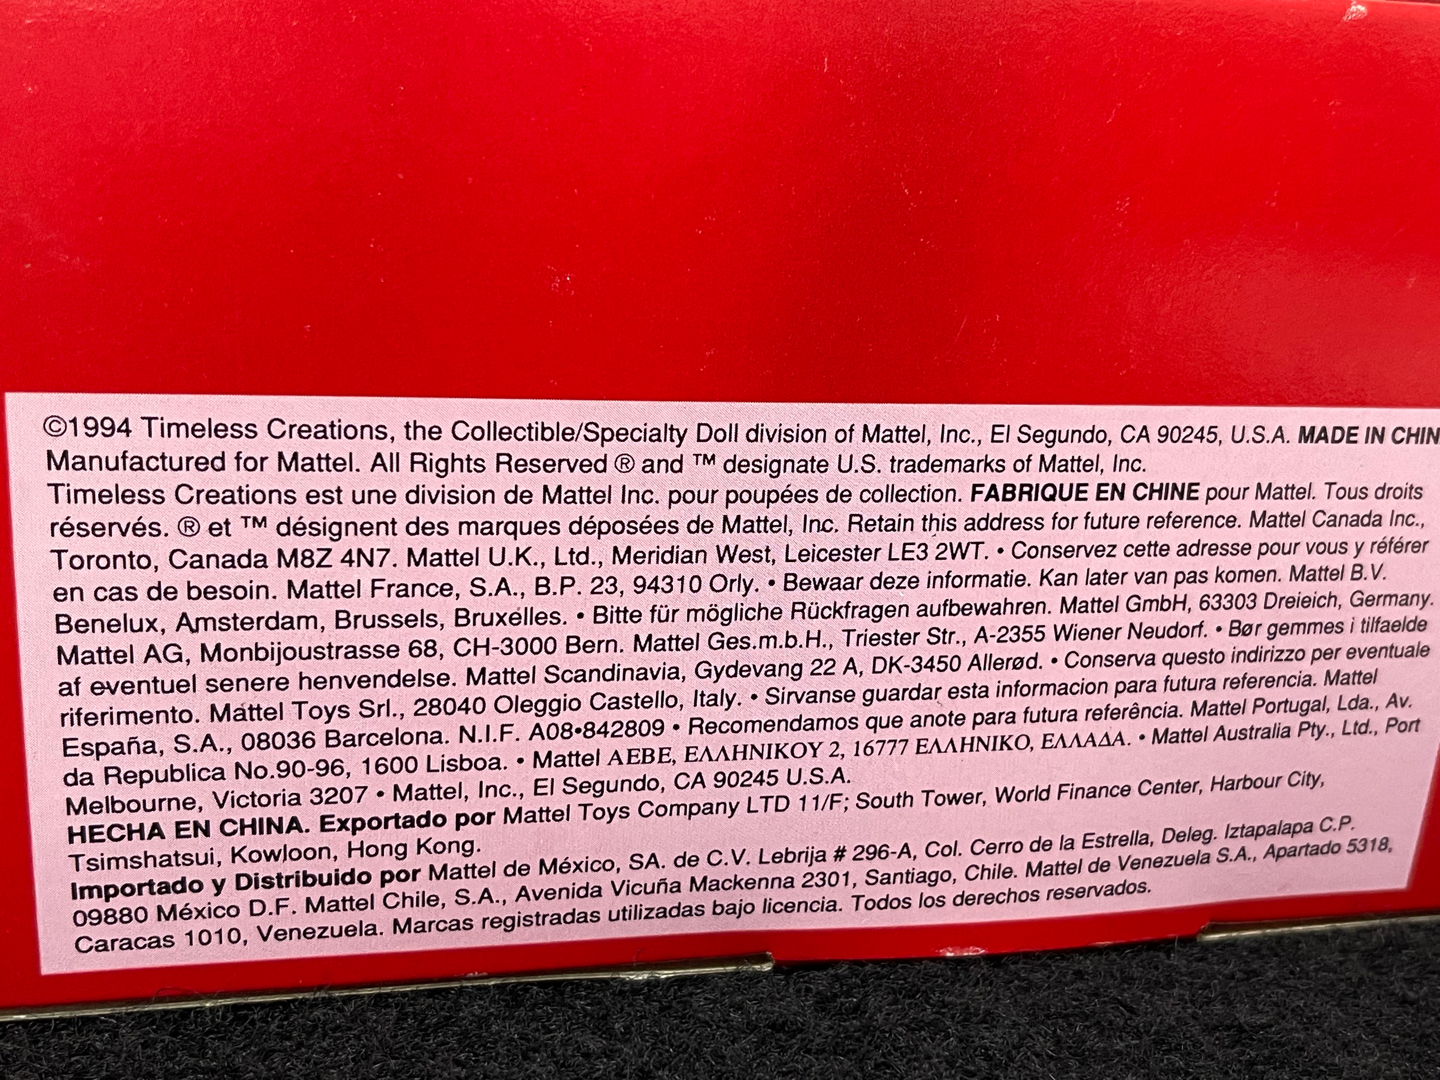 ©1994 Timeless Creations, the Collectible/Specialty Doll division of Mattel, Inc., El Segundo, CA 90245, U.S.A. MADE IN CHIN
Manufactured for Mattel. All Rights Reserved ® and ™ designate U.S. trademarks of Mattel, Inc.
Timeless Creations est une division de Mattel Inc. pour poupées de collection. FABRIQUE EN CHINE pour Mattel. Tous droits
réservés. ® et ™ désignent des marques déposées de Mattel, Inc. Retain this address for future reference. Mattel Canada Inc.,
Toronto, Canada M8Z 4N7. Mattel U.K., Ltd., Meridian West, Leicester LE3 2WT. • Conservez cette adresse pour vous y référer
en cas de besoin. Mattel France, S.A., B.P. 23, 94310 Orly. • Bewaar deze informatie. Kan later van pas komen. Mattel B.V.
Benelux, Amsterdam, Brussels, Bruxelles. • Bitte für mögliche Rückfragen aufbewahren. Mattel GmbH, 63303 Dreieich, Germany.
Mattel AG, Monbijoustrasse 68, CH-3000 Bern. Mattel Ges.m.b.H., Triester Str., A-2355 Wiener Neudorf. • Bør gemmes i tilfaelde
af eventuel senere henvendelse. Mattel Scandinavia, Gydevang 22 A, DK-3450 Allerød. • Conserva questo indirizzo per eventuale
riferimento. Mattel Toys Srl., 28040 Oleggio Castello, Italy. • Sirvanse guardar esta informacion para futura referencia. Mattel
España, S.A., 08036 Barcelona. N.I.F. A08•842809 • Recomendamos que anote para futura referência. Mattel Portugal, Lda., Av.
da Republica No.90-96, 1600 Lisboa. • Mattel ΑΕΒΕ, ΕΛΛΗΝΙΚΟΥ 2, 16777 ΕΛΛΗΝΙΚΟ, ΕΛΛΑΔΑ. • Mattel Australia Pty., Ltd., Port
Melbourne, Victoria 3207 • Mattel, Inc., El Segundo, CA 90245 U.S.A.
HECHA EN CHINA. Exportado por Mattel Toys Company LTD 11/F; South Tower, World Finance Center, Harbour City,
Tsimshatsui, Kowloon, Hong Kong.
Importado y Distribuido por Mattel de México, SA. de C.V. Lebrija # 296-A, Col. Cerro de la Estrella, Deleg. Iztapalapa C.P.
09880 México D.F. Mattel Chile, S.A., Avenida Vicuña Mackenna 2301, Santiago, Chile. Mattel de Venezuela S.A., Apartado 5318,
Caracas 1010, Venezuela. Marcas registradas utilizadas bajo licencia. Todos los derechos reservados.